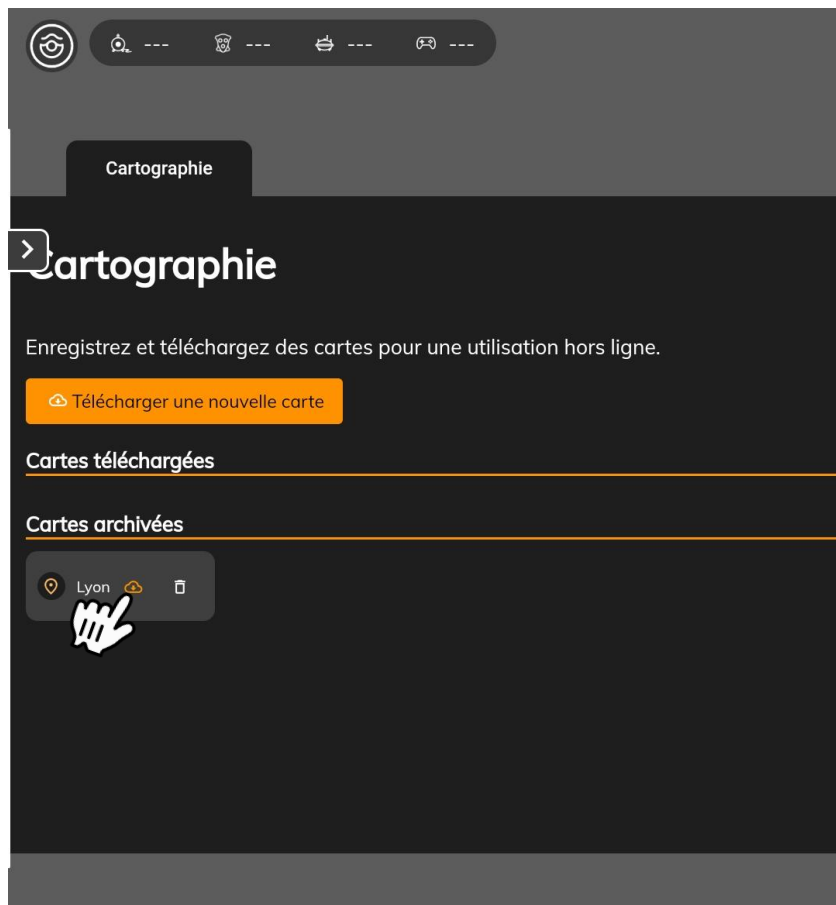 --- --- --- ---
Cartographie
Cartographie
Enregistrez et téléchargez des cartes pour une utilisation hors ligne.
Télécharger une nouvelle carte
Cartes téléchargées
Cartes archivées
Lyon